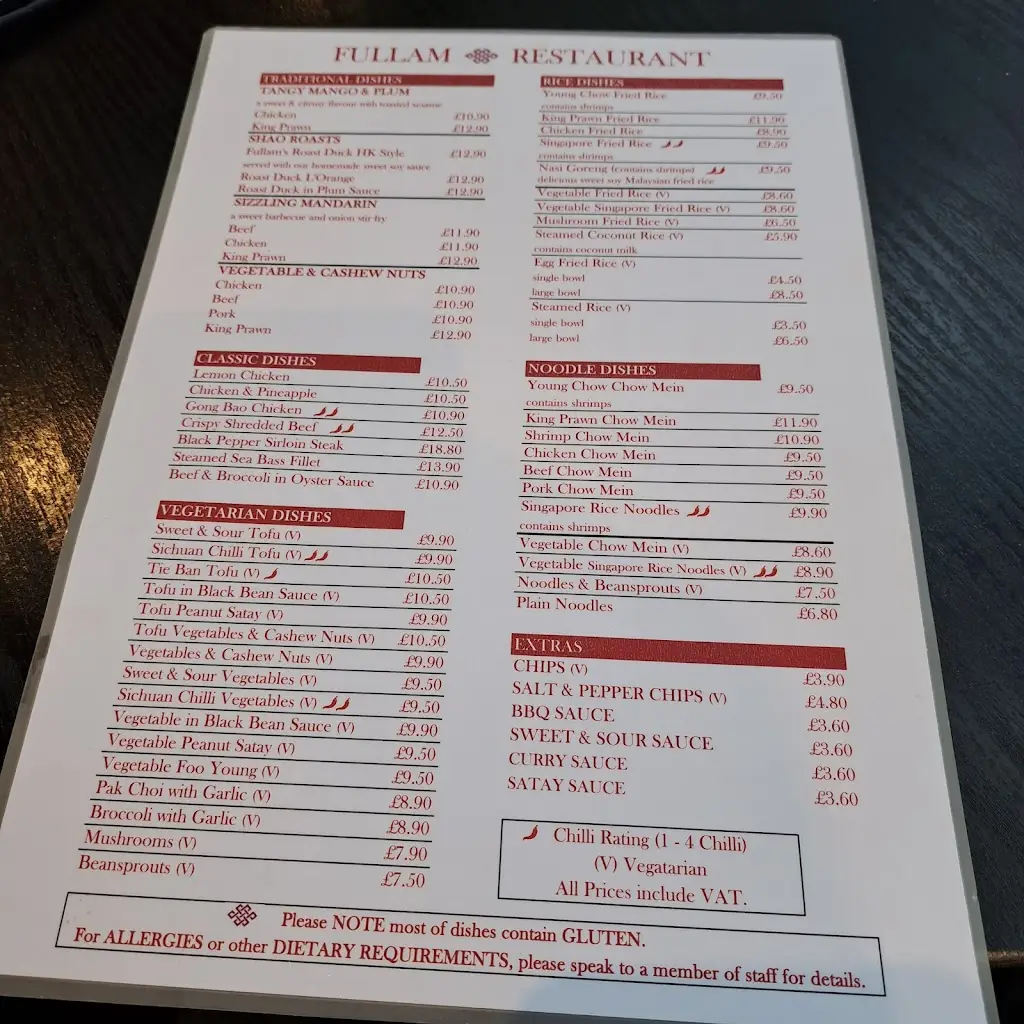 FULLAM RESTAURANT
TRADITIONAL DISHES
TANGY MANGO & PLUM
a sweet & citrusy flavour with toasted sesame
Chicken £10.90
King Prawn £12.90
SHAO ROASTS
Fullam's Roast Duck HK Style £12.90
served with our homemade sweet soy sauce
Roast Duck L'Orange £12.90
Roast Duck in Plum Sauce £12.90
SIZZLING MANDARIN
a sweet barbecue and onion stir fry
Beef £11.90
Chicken £11.90
King Prawn £12.90
VEGETABLE & CASHEW NUTS
Chicken £10.90
Beef £10.90
Pork £10.90
King Prawn £12.90
CLASSIC DISHES
Lemon Chicken £10.50
Chicken & Pineapple £10.50
Gong Bao Chicken £10.90
Crispy Shredded Beef £12.50
Black Pepper Sirloin Steak £18.80
Steamed Sea Bass Fillet £13.90
Beef & Broccoli in Oyster Sauce £10.90
VEGETARIAN DISHES
Sweet & Sour Tofu (V) £9.90
Sichuan Chilli Tofu (V) £9.90
Tie Ban Tofu (V) £10.50
Tofu in Black Bean Sauce (V) £10.50
Tofu Peanut Satay (V) £9.90
Tofu Vegetables & Cashew Nuts (V) £10.50
Vegetables & Cashew Nuts (V) £9.90
Sweet & Sour Vegetables (V) £9.50
Sichuan Chilli Vegetables (V) £9.50
Vegetable in Black Bean Sauce (V) £9.90
Vegetable Peanut Satay (V) £9.50
Vegetable Foo Young (V) £9.50
Pak Choi with Garlic (V) £8.90
Broccoli with Garlic (V) £8.90
Mushrooms (V) £7.90
Beansprouts (V) £7.50
RICE DISHES
Young Chow Fried Rice £9.50
contains shrimps
King Prawn Fried Rice £11.90
Chicken Fried Rice £8.90
Singapore Fried Rice £9.50
contains shrimps
Nasi Goreng (contains shrimps) £9.50
delicious sweet soy Malaysian fried rice
Vegetable Fried Rice (V) £8.60
Vegetable Singapore Fried Rice (V) £8.60
Mushroom Fried Rice (V) £6.50
Steamed Coconut Rice (V) £5.90
contains coconut milk
Egg Fried Rice (V)
single bowl £4.50
large bowl £8.50
Steamed Rice (V)
single bowl £3.50
large bowl £6.50
NOODLE DISHES
Young Chow Chow Mein £9.50
contains shrimps
King Prawn Chow Mein £11.90
Shrimp Chow Mein £10.90
Chicken Chow Mein £9.50
Beef Chow Mein £9.50
Pork Chow Mein £9.50
Singapore Rice Noodles £9.90
contains shrimps
Vegetable Chow Mein (V) £8.60
Vegetable Singapore Rice Noodles (V) £8.90
Noodles & Beansprouts (V) £7.50
Plain Noodles £6.80
EXTRAS
CHIPS (V) £3.90
SALT & PEPPER CHIPS (V) £4.80
BBQ SAUCE £3.60
SWEET & SOUR SAUCE £3.60
CURRY SAUCE £3.60
SATAY SAUCE £3.60
Chilli Rating (1 - 4 Chilli)
(V) Vegatarian
All Prices include VAT.
Please NOTE most of dishes contain GLUTEN.
For ALLERGIES or other DIETARY REQUIREMENTS, please speak to a member of staff for details.